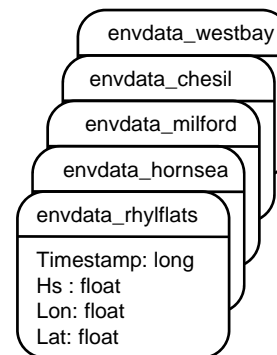 envdata_westbay
envdata_chesil
envdata_milford
envdata_hornsea
envdata_rhylflats
Timestamp: long
Hs : float
Lon: float
Lat: float